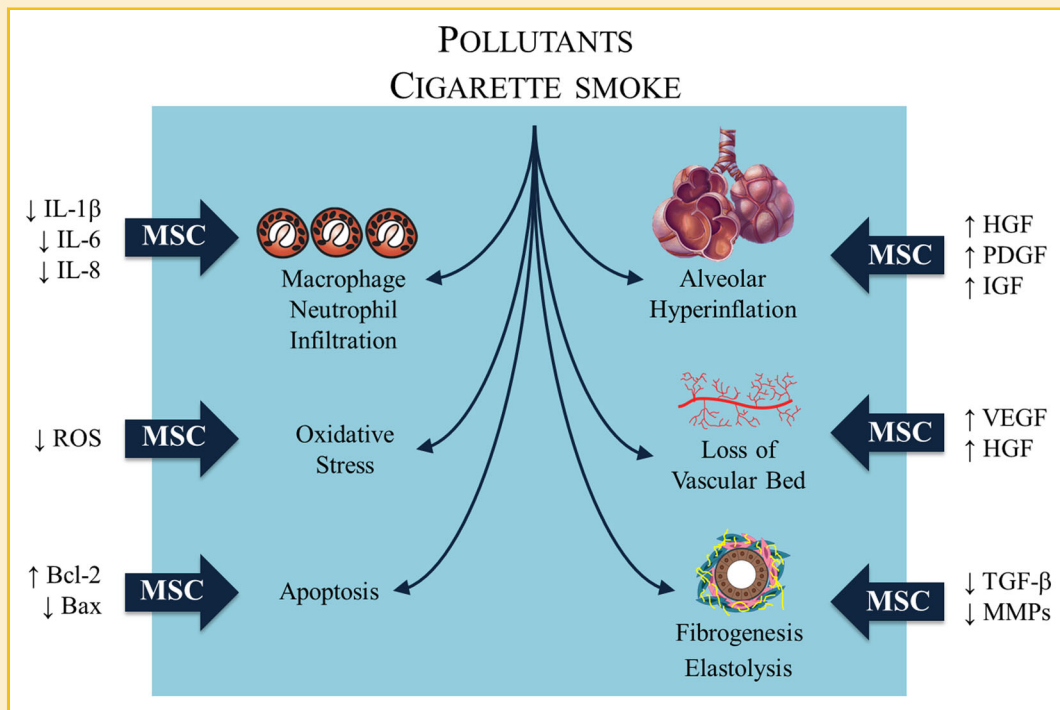 POLLUTANTS
CIGARETTE SMOKE
↓ IL-1β
↓ IL-6
↓ IL-8
MSC
Macrophage
Neutrophil
Infiltration
Alveolar
Hyperinflation
MSC
↑ HGF
↑ PDGF
↑ IGF
↓ ROS
MSC
Oxidative
Stress
Loss of
Vascular Bed
MSC
↑ VEGF
↑ HGF
↑ Bcl-2
↓ Bax
MSC
Apoptosis
Fibrogenesis
Elastolysis
MSC
↓ TGF-β
↓ MMPs